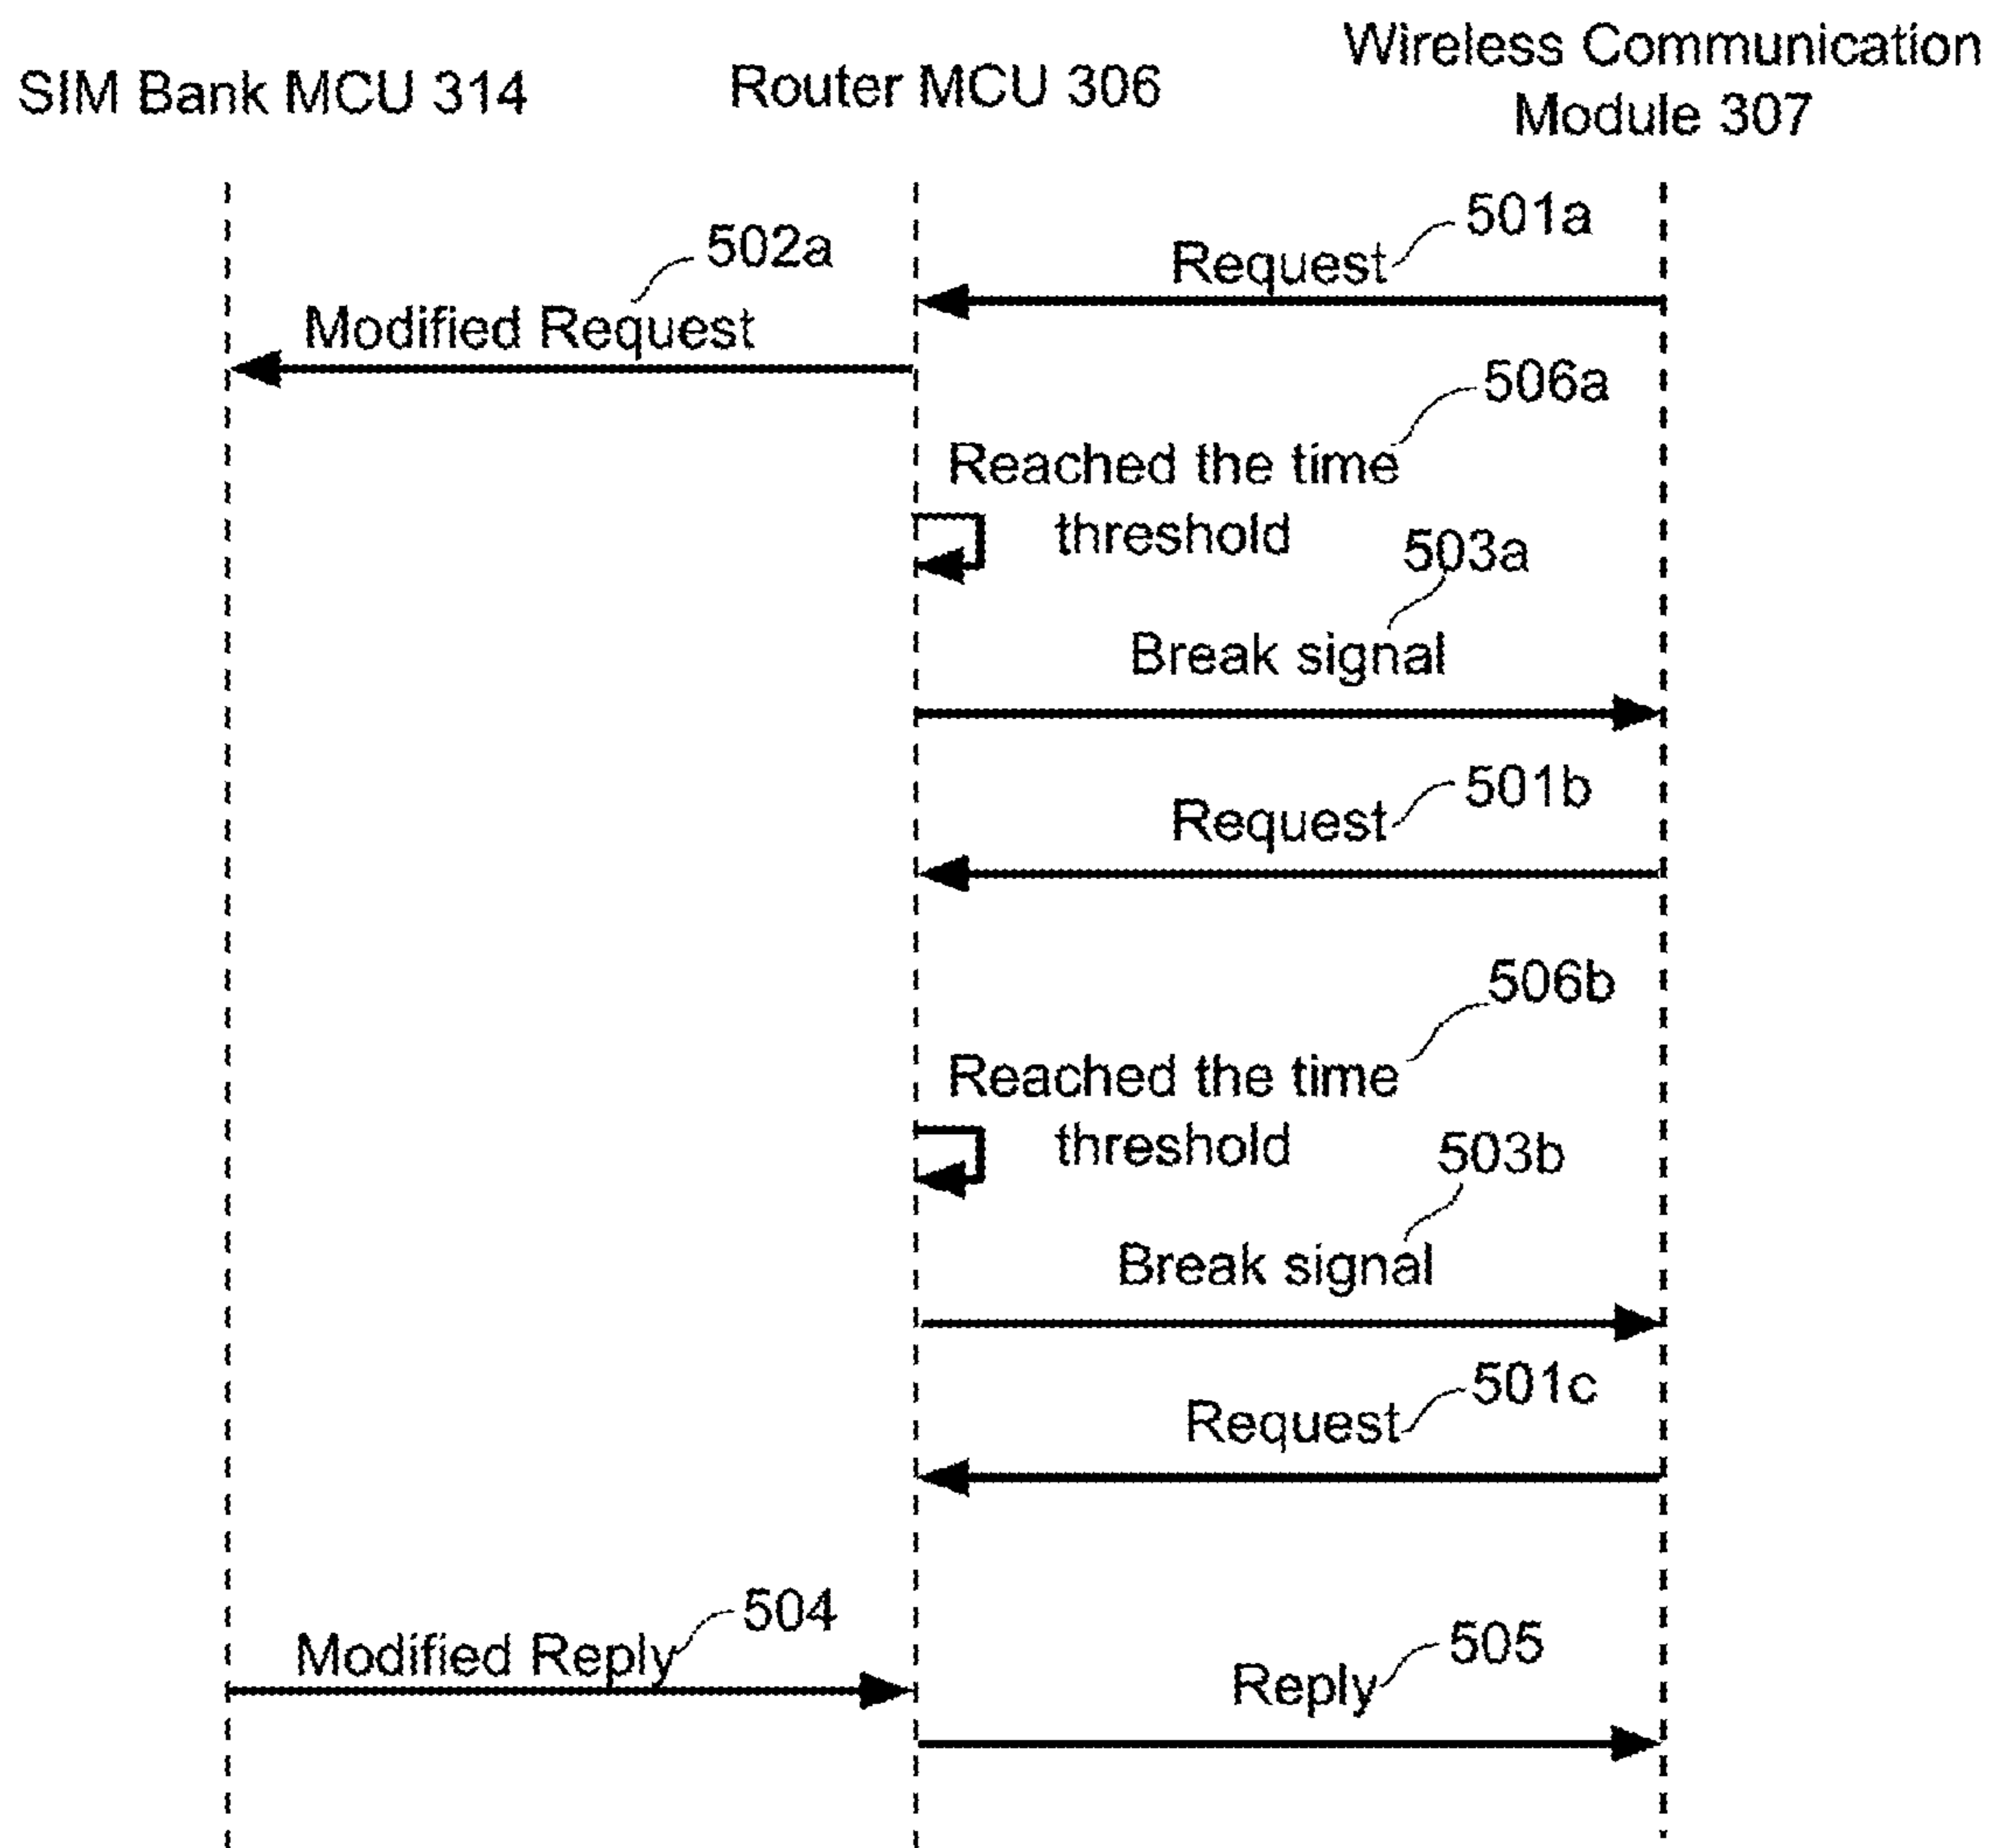 SIM Bank MCU 314
Router MCU 306
Wireless Communication
Module 307
501a
Request
502a
Modified Request
506a
Reached the time
threshold
503a
Break signal
501b
Request
506b
Reached the time
threshold
503b
Break signal
501c
Request
504
Modified Reply
505
Reply